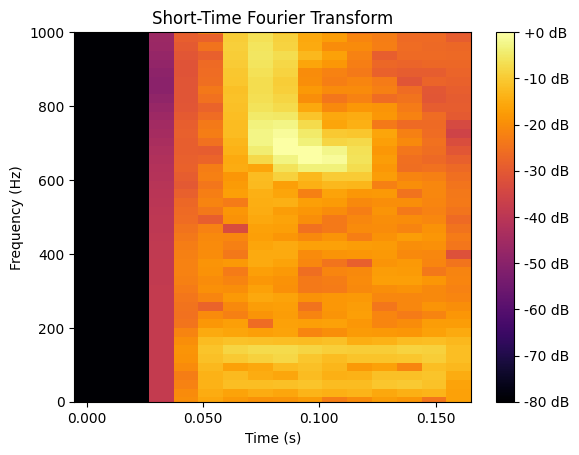 Short-Time Fourier Transform
1000
800
600
400
200
0
Frequency (Hz)
0.000
0.050
0.100
0.150
Time (s)
+0 dB
-10 dB
-20 dB
-30 dB
-40 dB
-50 dB
-60 dB
-70 dB
-80 dB